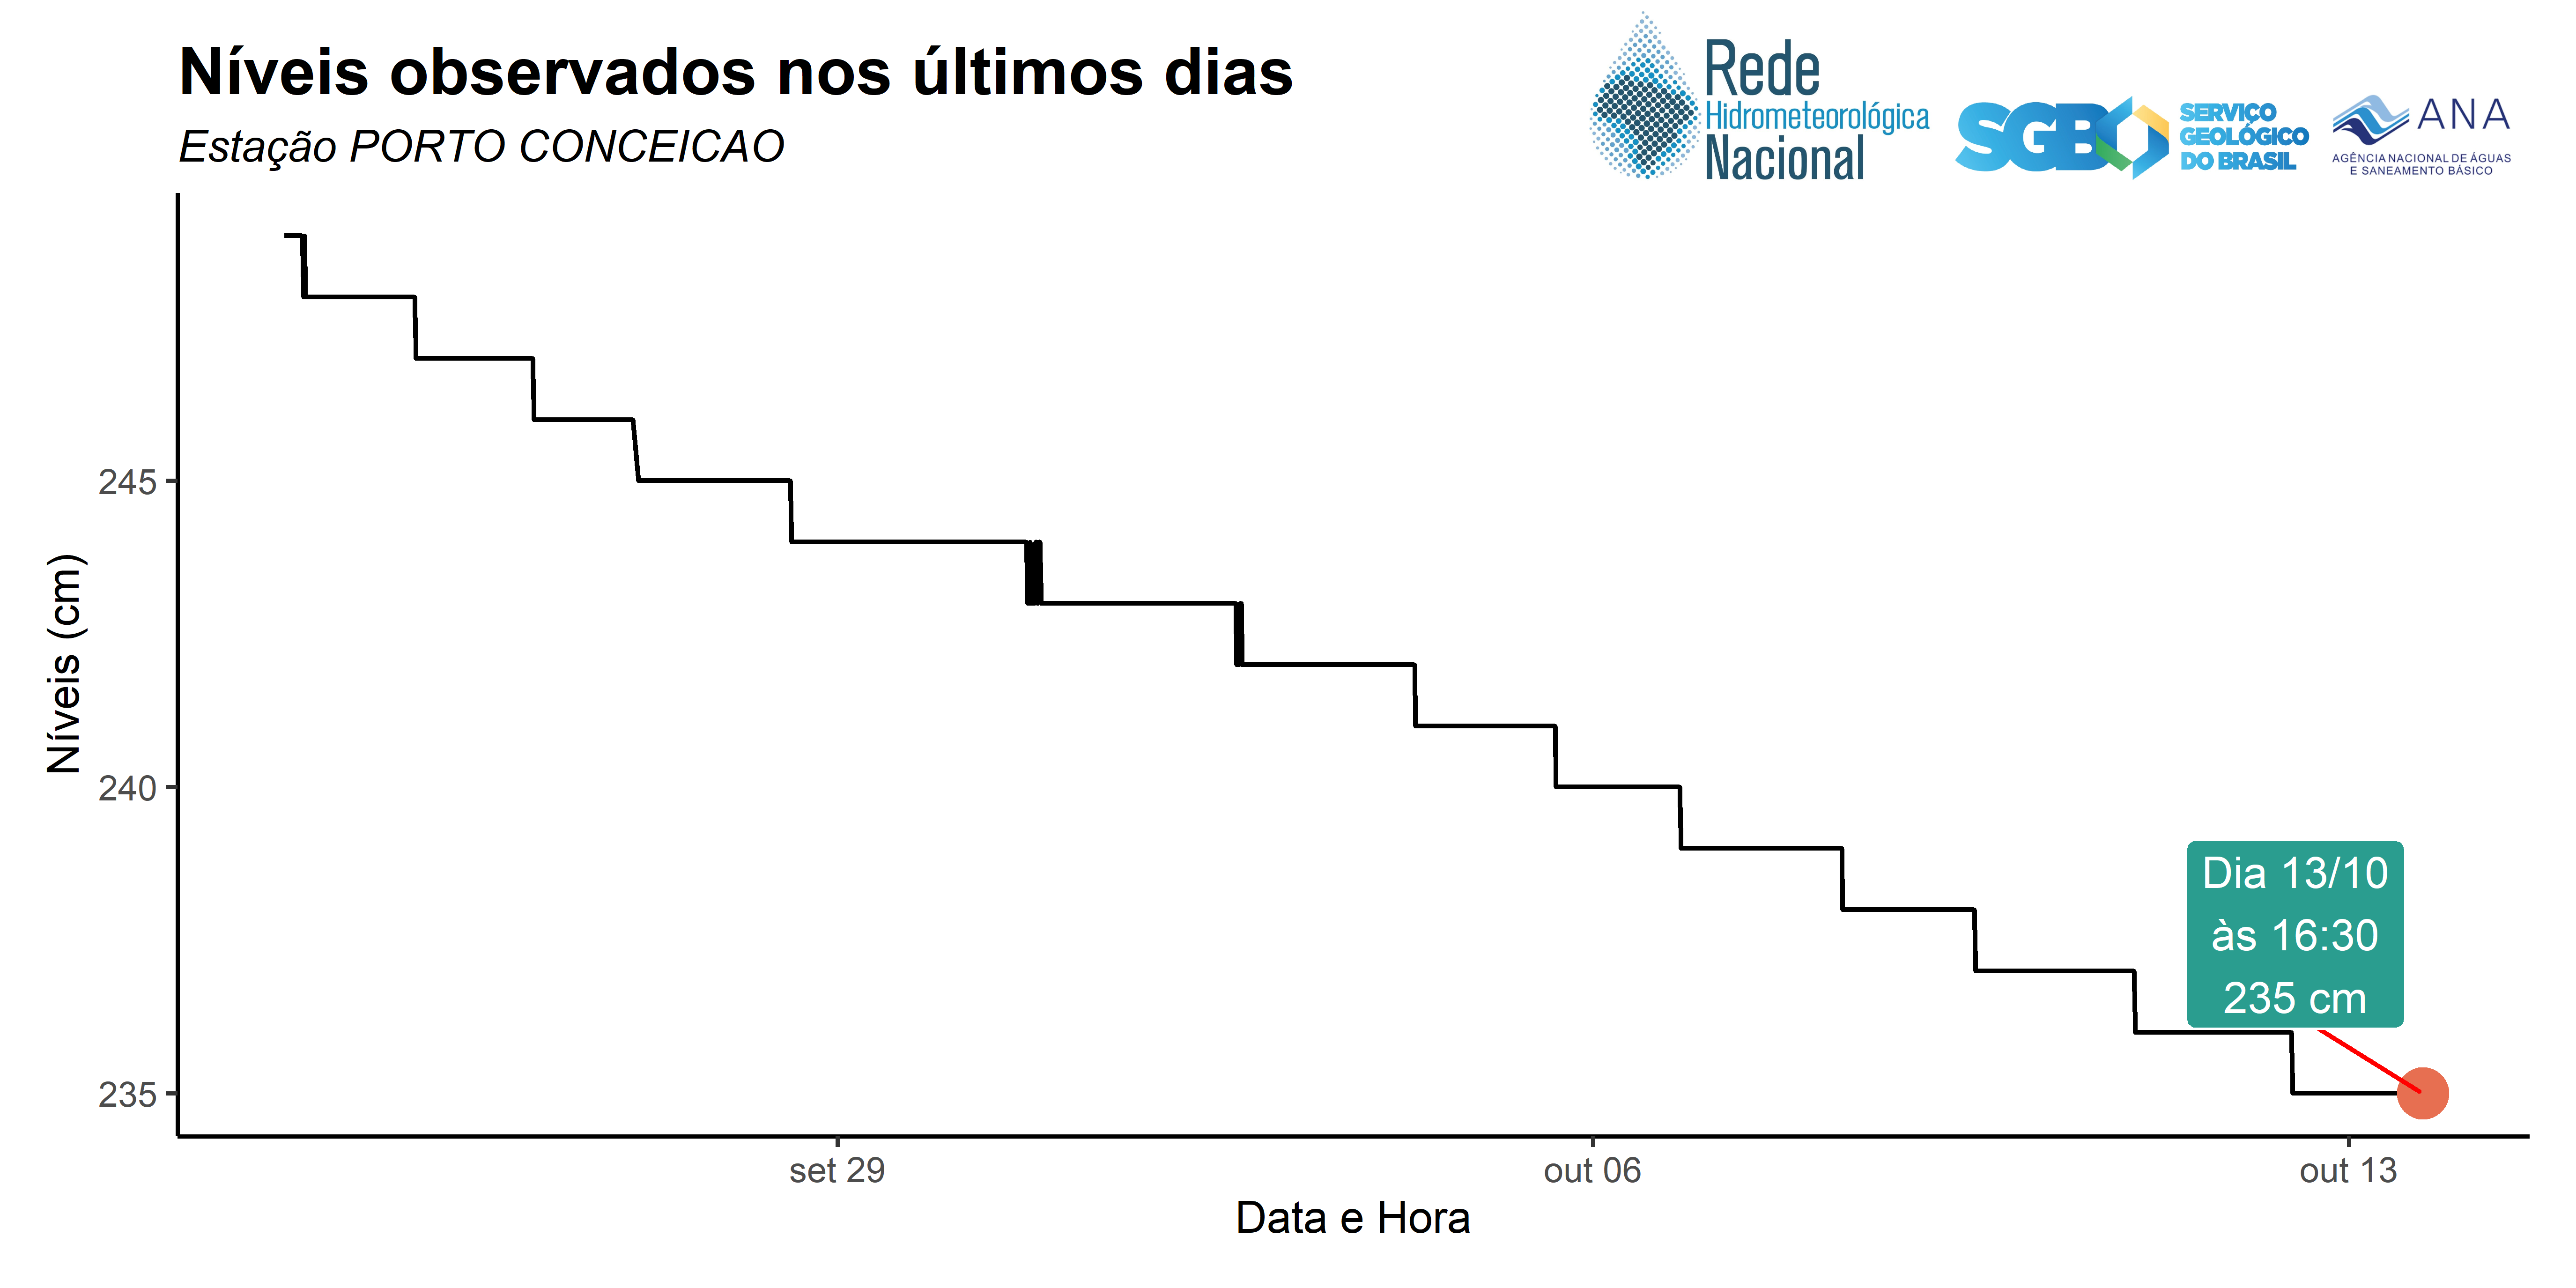 Níveis observados nos últimos dias
Estação PORTO CONCEICAO
Rede
Hidrometeorológica
Nacional
SGB
SERVIÇO
GEOLÓGICO
DO BRASIL
ANA
AGÊNCIA NACIONAL DE ÁGUAS
E SANEAMENTO BÁSICO
Níveis (cm)
245
240
235
Dia 13/10
às 16:30
235 cm
set 29
out 06
out 13
Data e Hora